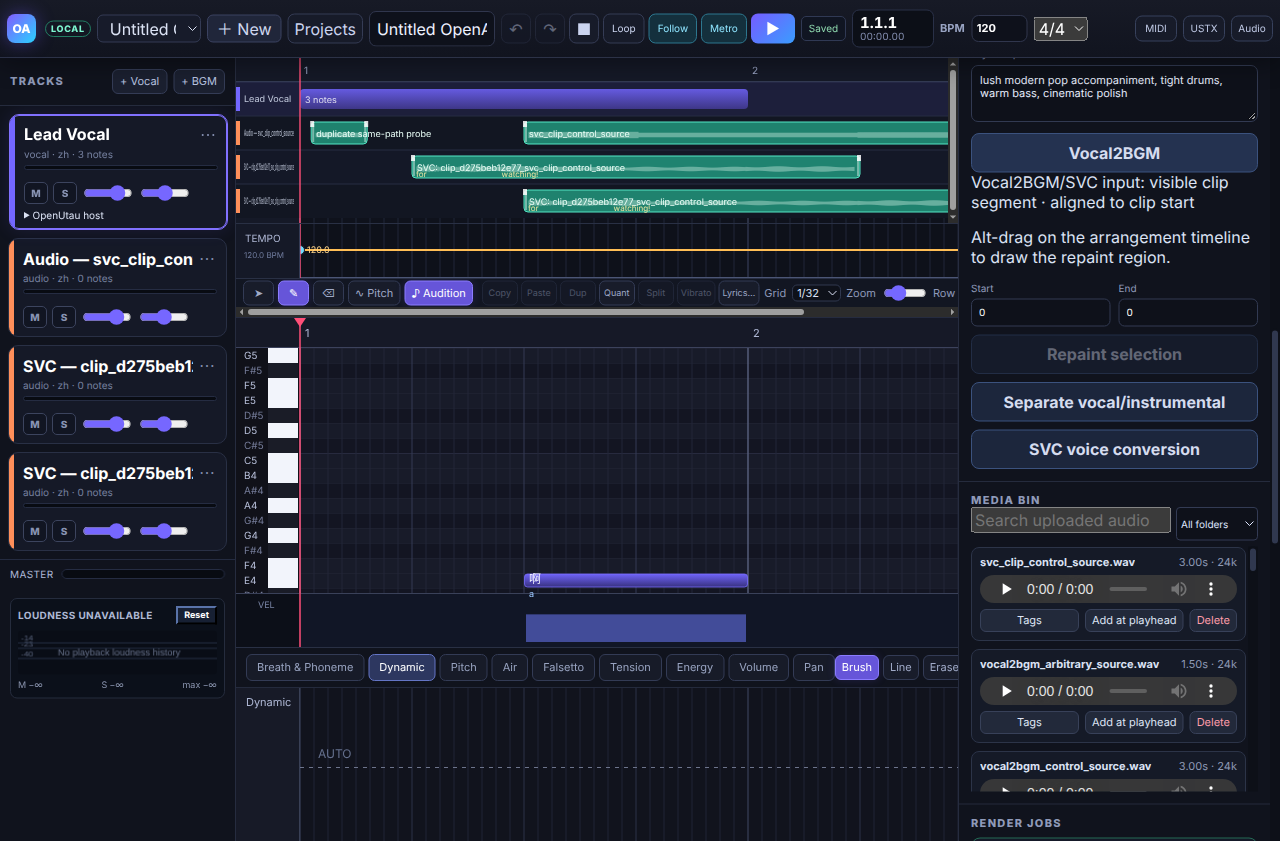 OA
LOCAL
Untitled (
+ New
Projects
Untitled OpenA
Loop
Follow
Metro
Saved
1.1.1
00:00.00
BPM
120
4/4
MIDI
USTX
Audio
TRACKS
+ Vocal
+ BGM
Lead Vocal
vocal · zh · 3 notes
M
S
OpenUtau host
Audio — svc_clip_con
audio · zh · 0 notes
M
S
SVC — clip_d275beb1
audio · zh · 0 notes
M
S
SVC — clip_d275beb1
audio · zh · 0 notes
M
S
MASTER
LOUDNESS UNAVAILABLE
Reset
-14
-40
No playback loudness history
M −∞
S −∞
max −∞
1
2
Lead Vocal
3 notes
duplicate same-path probe
svc_clip_control_source
SVC: clip_d275beb12e77_svc_clip_control_source
for
watching!
SVC: clip_d275beb12e77_svc_clip_control_source
for
watching!
TEMPO
120.0 BPM
120.0
Pitch
Audition
Copy
Paste
Dup
Quant
Split
Vibrato
Lyrics...
Grid
1/32
Zoom
Row
1
2
G5
F#5
F5
E5
D#5
D5
C#5
C5
B4
A#4
A4
G#4
G4
F#4
F4
E4
啊
a
VEL
Breath & Phoneme
Dynamic
Pitch
Air
Falsetto
Tension
Energy
Volume
Pan
Brush
Line
Erase
Dynamic
AUTO
lush modern pop accompaniment, tight drums,
warm bass, cinematic polish
Vocal2BGM
Vocal2BGM/SVC input: visible clip
segment · aligned to clip start
Alt-drag on the arrangement timeline
to draw the repaint region.
Start
End
0
0
Repaint selection
Separate vocal/instrumental
SVC voice conversion
MEDIA BIN
Search uploaded audio
All folders
svc_clip_control_source.wav
3.00s · 24k
0:00 / 0:00
Tags
Add at playhead
Delete
vocal2bgm_arbitrary_source.wav
1.50s · 24k
0:00 / 0:00
Tags
Add at playhead
Delete
vocal2bgm_control_source.wav
3.00s · 24k
0:00 / 0:00
RENDER JOBS